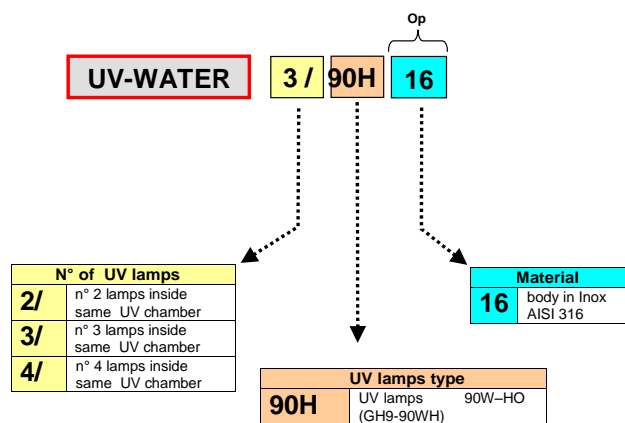 Op
UV-WATER 3 / 90H 16
N° of UV lamps
2/ n° 2 lamps inside
same UV chamber
3/ n° 3 lamps inside
same UV chamber
4/ n° 4 lamps inside
same UV chamber
Material
16 body in Inox
AISI 316
UV lamps type
90H UV lamps 90W–HO
(GH9-90WH)